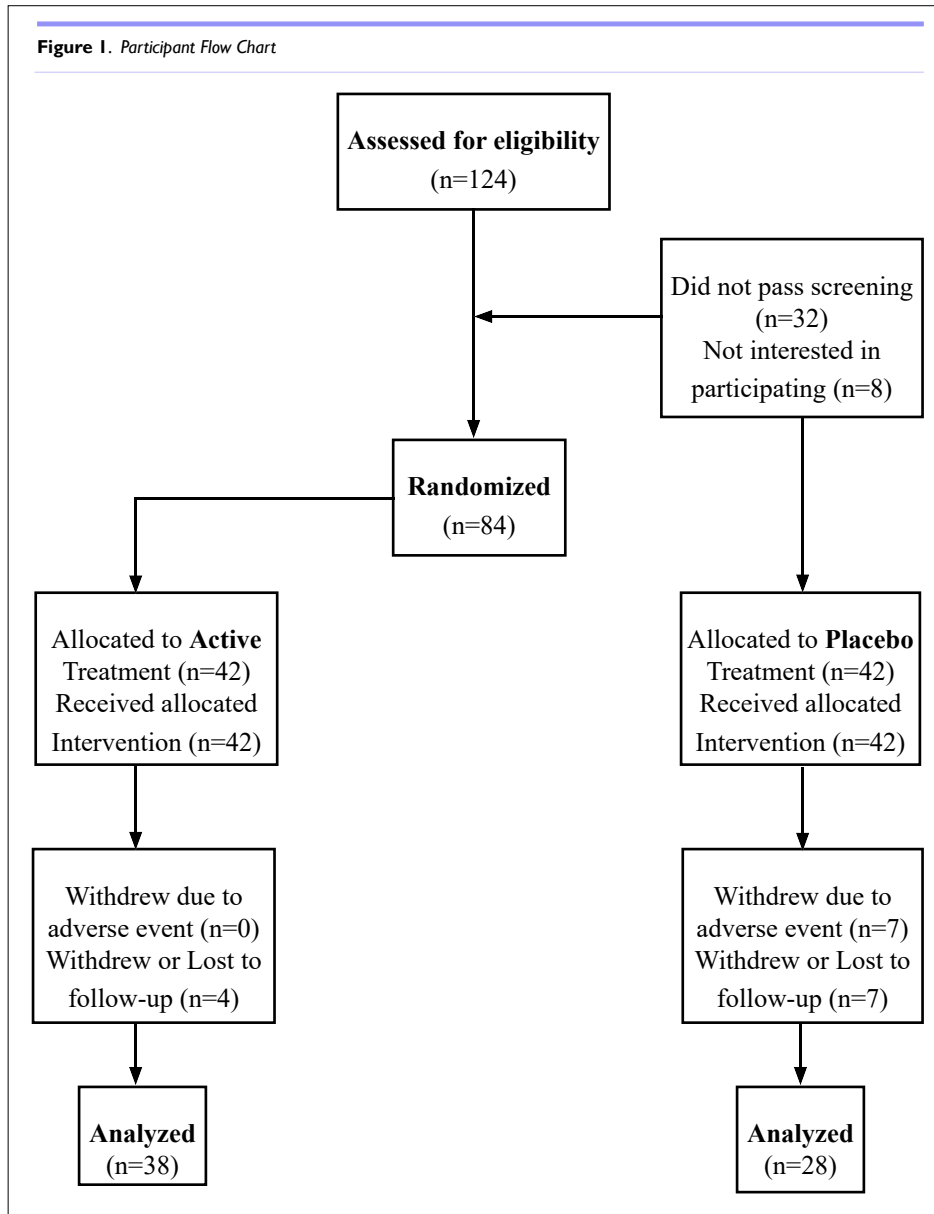 Figure 1. Participant Flow Chart
Assessed for eligibility
(n=124)
Did not pass screening
(n=32)
Not interested in
participating (n=8)
Randomized
(n=84)
Allocated to Active
Treatment (n=42)
Received allocated
Intervention (n=42)
Allocated to Placebo
Treatment (n=42)
Received allocated
Intervention (n=42)
Withdrew due to
adverse event (n=0)
Withdrew or Lost to
follow-up (n=4)
Withdrew due to
adverse event (n=7)
Withdrew or Lost to
follow-up (n=7)
Analyzed
(n=38)
Analyzed
(n=28)